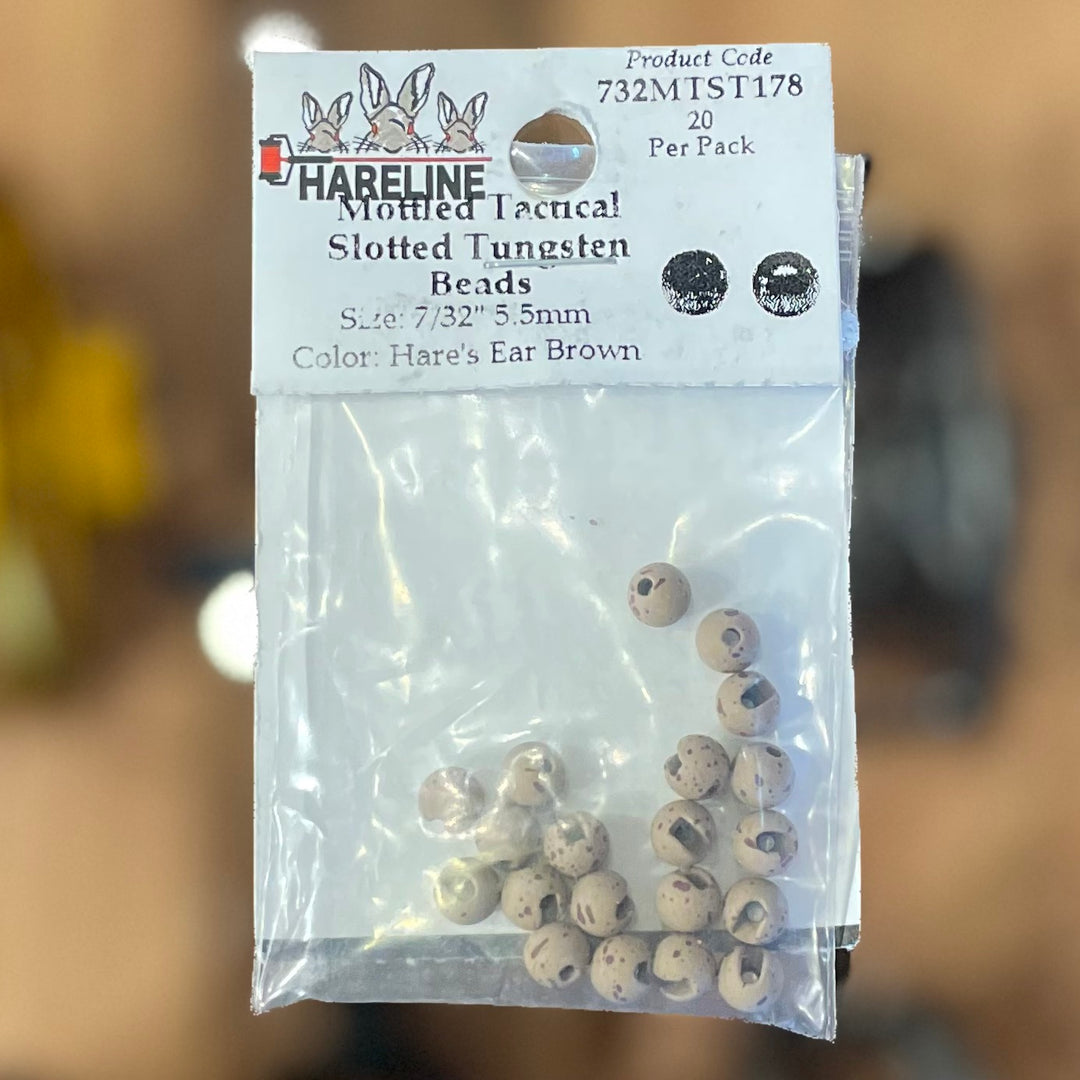 HARELINE
Product Code
732MTST178
20
Per Pack
Mottled Tactical
Slotted Tungsten
Beads
Size: 7/32" 5.5mm
Color: Hare's Ear Brown